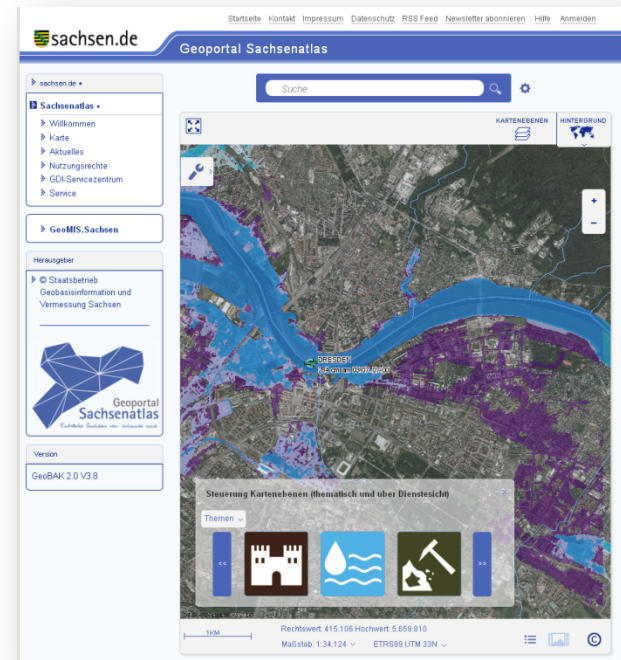 Startseite Kontakt Impressum Datenschutz RSS Feed Newsletter abonnieren Hilfe Anmelden
sachsen.de
Geoportal Sachsenatlas
Suche
sachsen.de
Sachsenatlas
Willkommen
Karte
Aktuelles
Nutzungsrechte
GDI-Servicezentrum
Service
GeoMIS.Sachsen
Herausgeber
© Staatsbetrieb
Geobasisinformation und
Vermessung Sachsen
Geoportal
Sachsenatlas
Version
GeoBAK 2.0 V3.8
KARTENEBENEN
HINTERGRUND
+
−
DRESDEN
Steuerung Kartenebenen (thematisch und uber Dienstesicht)
Themen
<<
>>
1KM
Rechtswert: 415.106 Hochwert: 5.659.810
Maßstab: 1:34.124
ETRS89 UTM 33N
©